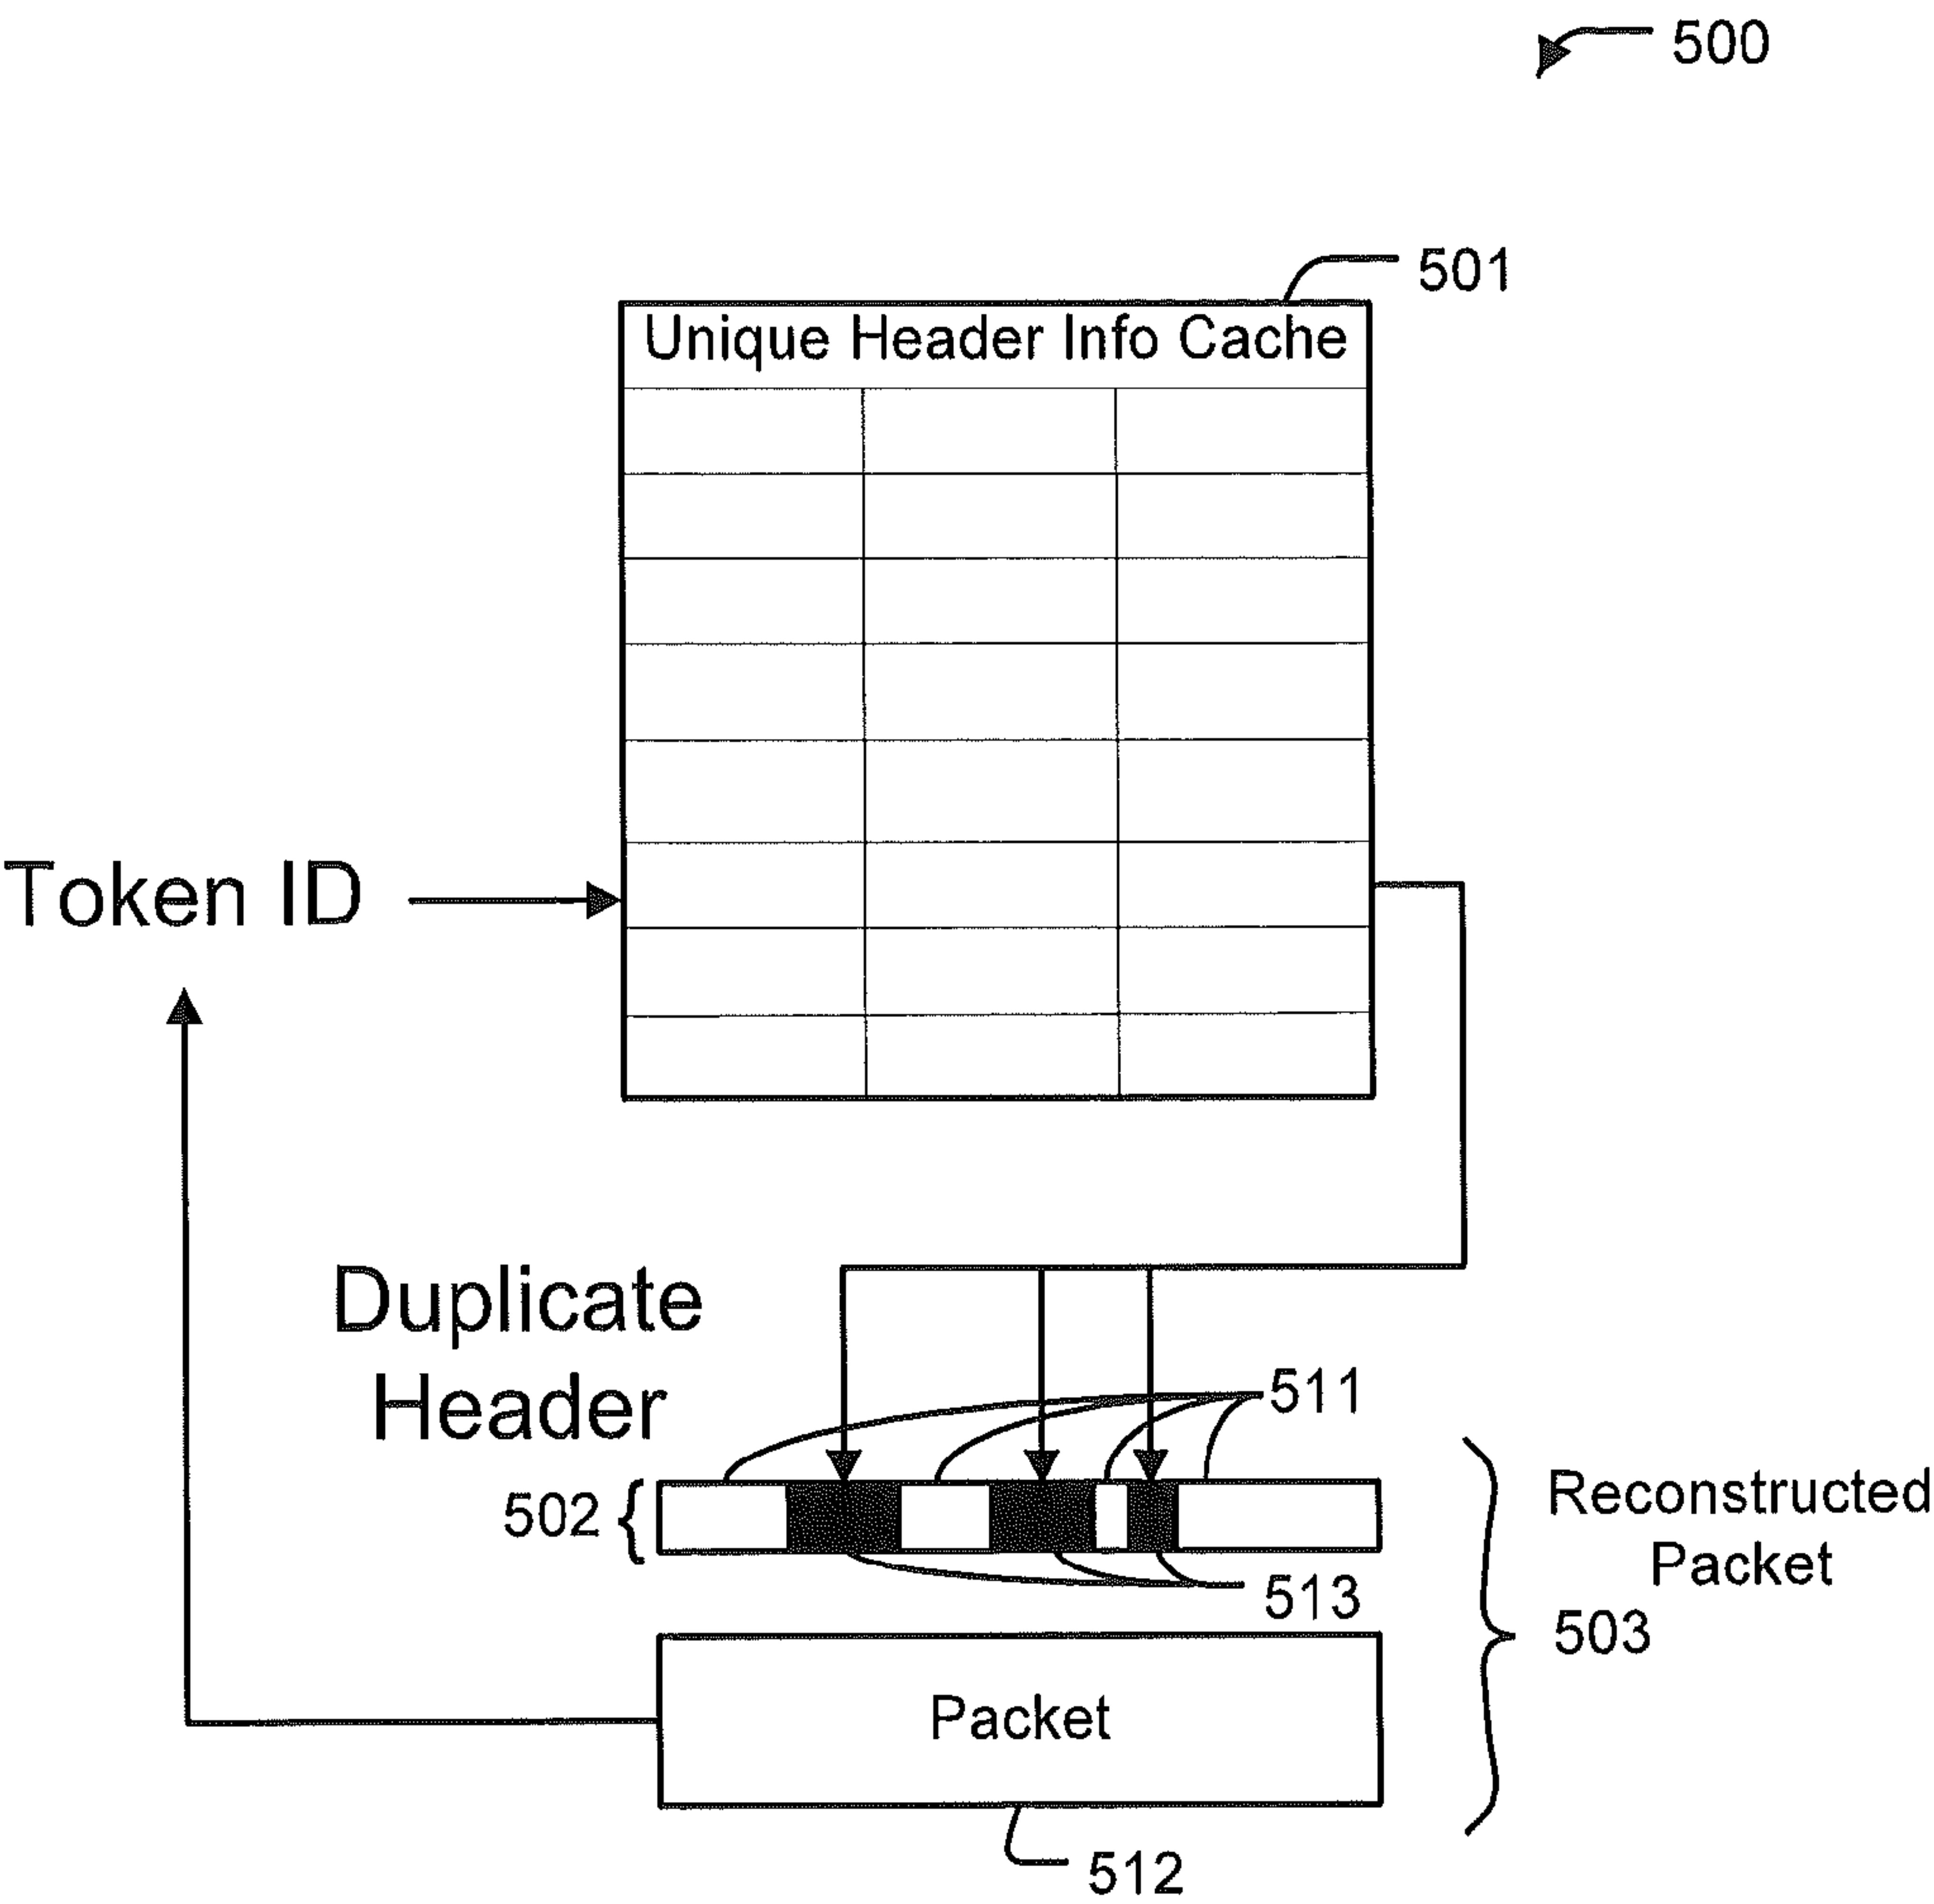 500
501
Unique Header Info Cache
Token ID
Duplicate
Header
511
502
513
Reconstructed
Packet
503
Packet
512